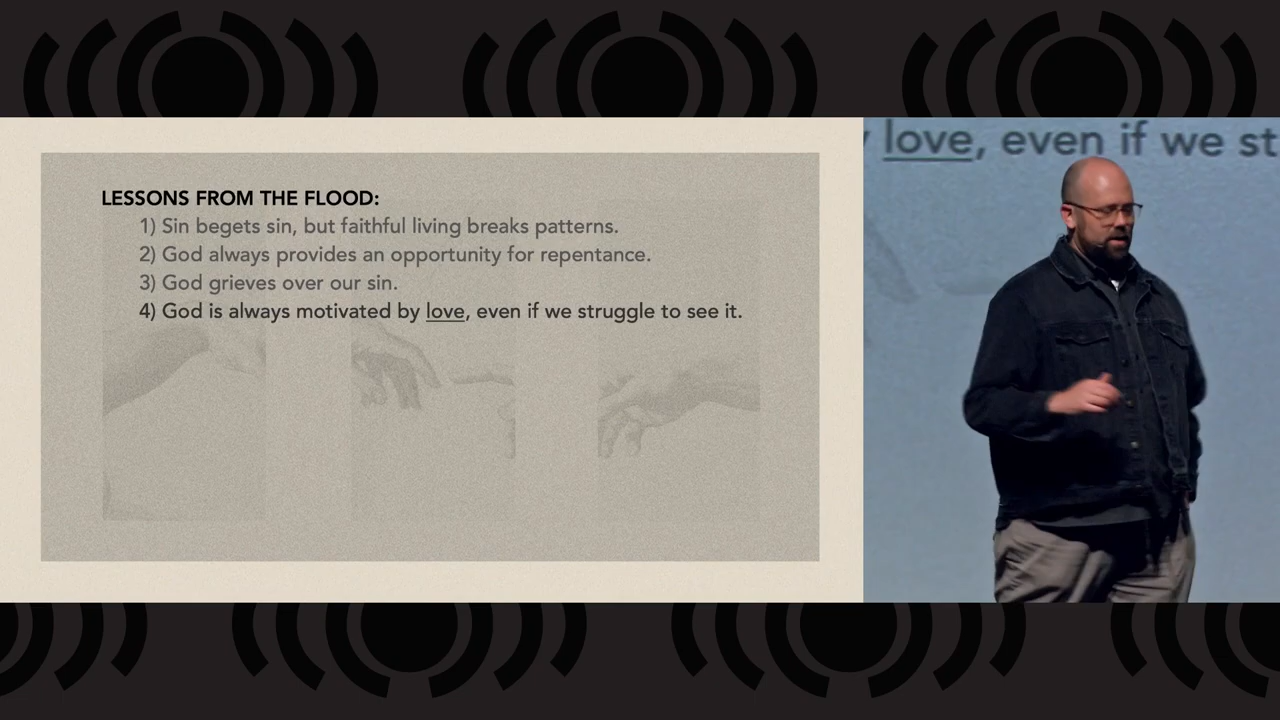 LESSONS FROM THE FLOOD:
1) Sin begets sin, but faithful living breaks patterns.
2) God always provides an opportunity for repentance.
3) God grieves over our sin.
4) God is always motivated by love, even if we struggle to see it.
love, even if we st